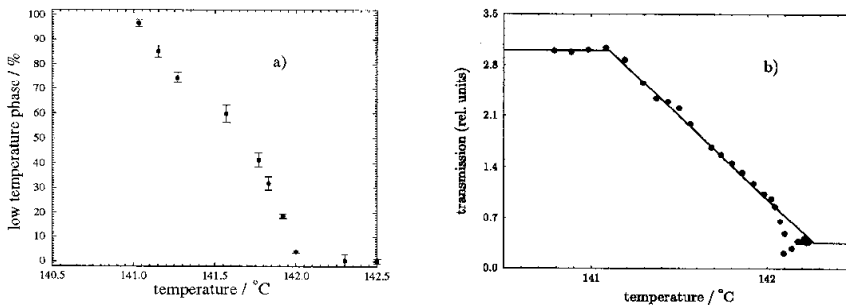 100
90
80
70
60
50
40
30
20
10
0
low temperature phase / %
a)
140.5 141.0 141.5 142.0 142.5
temperature / °C
3.5
2.8
2.1
1.4
0.7
0.0
transmission (rel. units)
b)
141 142
temperature / °C